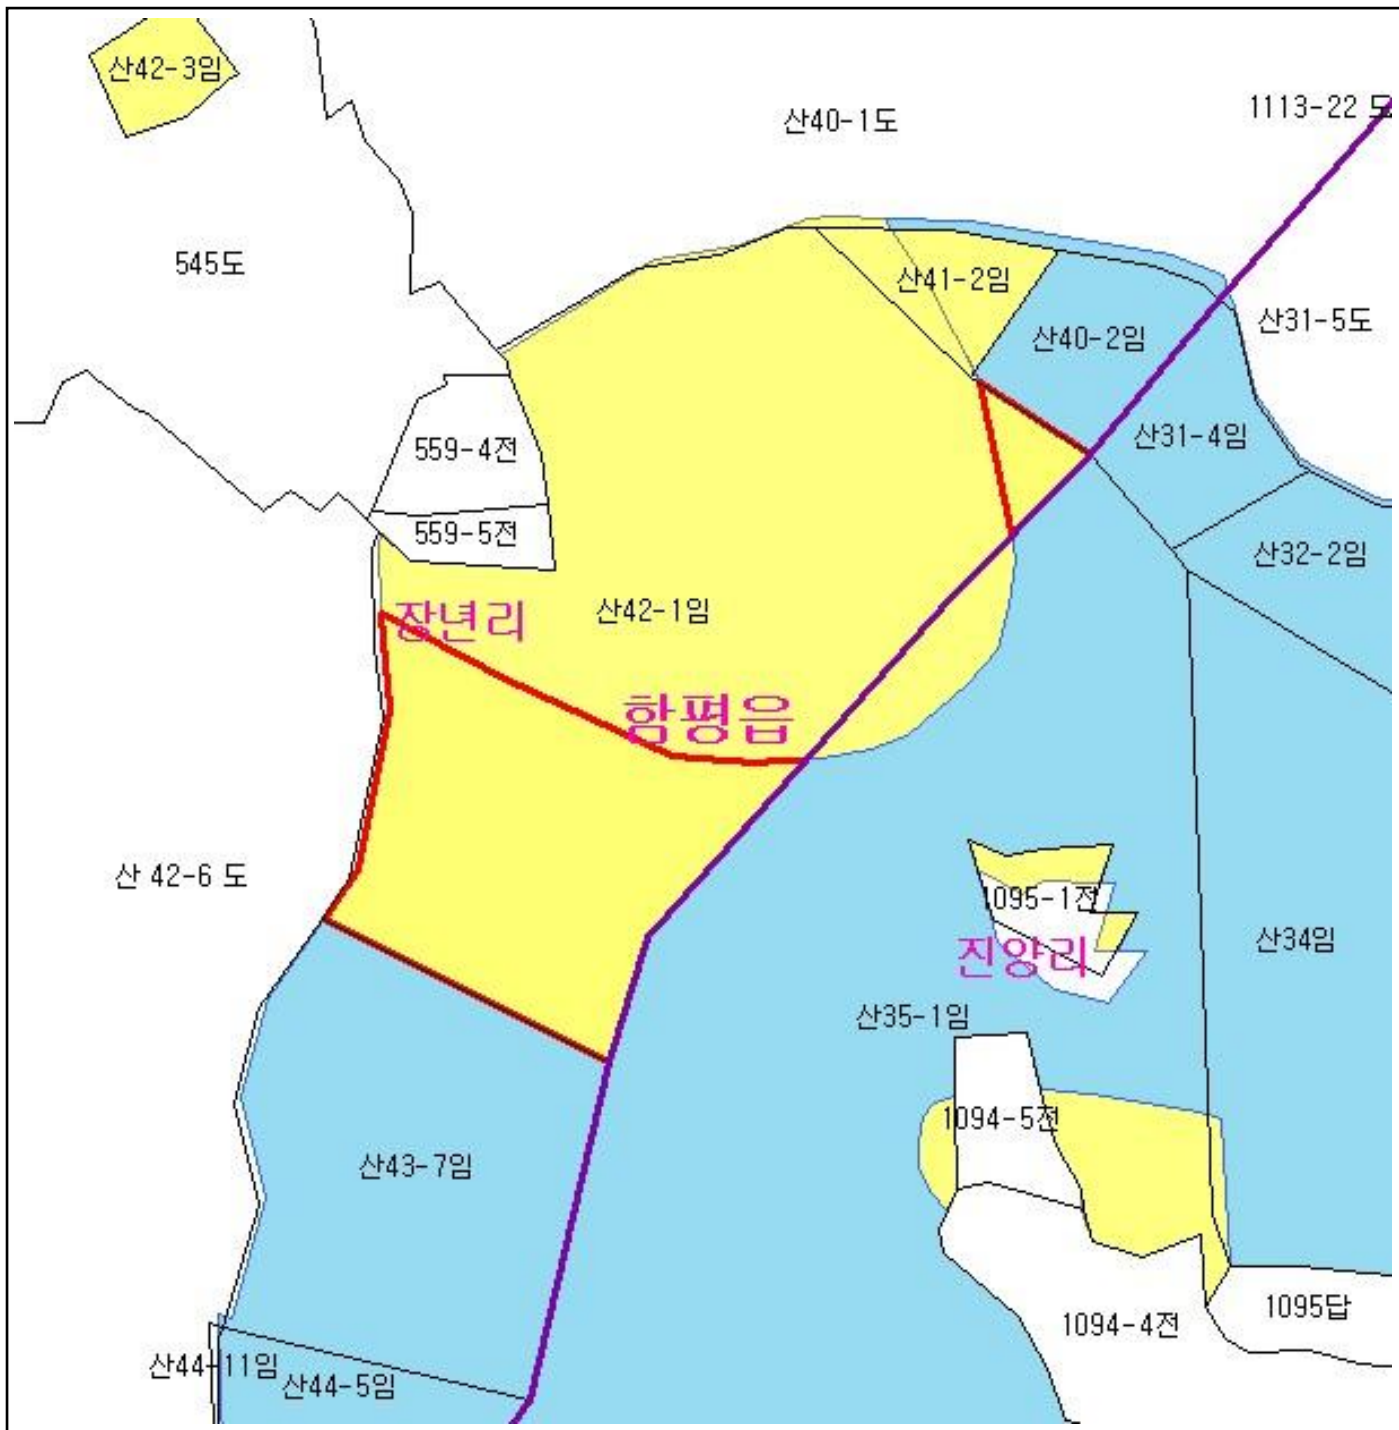 산42-3임
1113-22 도
산40-1도
545도
산41-2임
산31-5도
산40-2임
산31-4임
559-4전
559-5전
산32-2임
산42-1임
장년리
함평읍
산 42-6 도
1095-1전
산34임
진양리
산35-1임
1094-5전
산43-7임
1095답
1094-4전
산44-11임
산44-5임